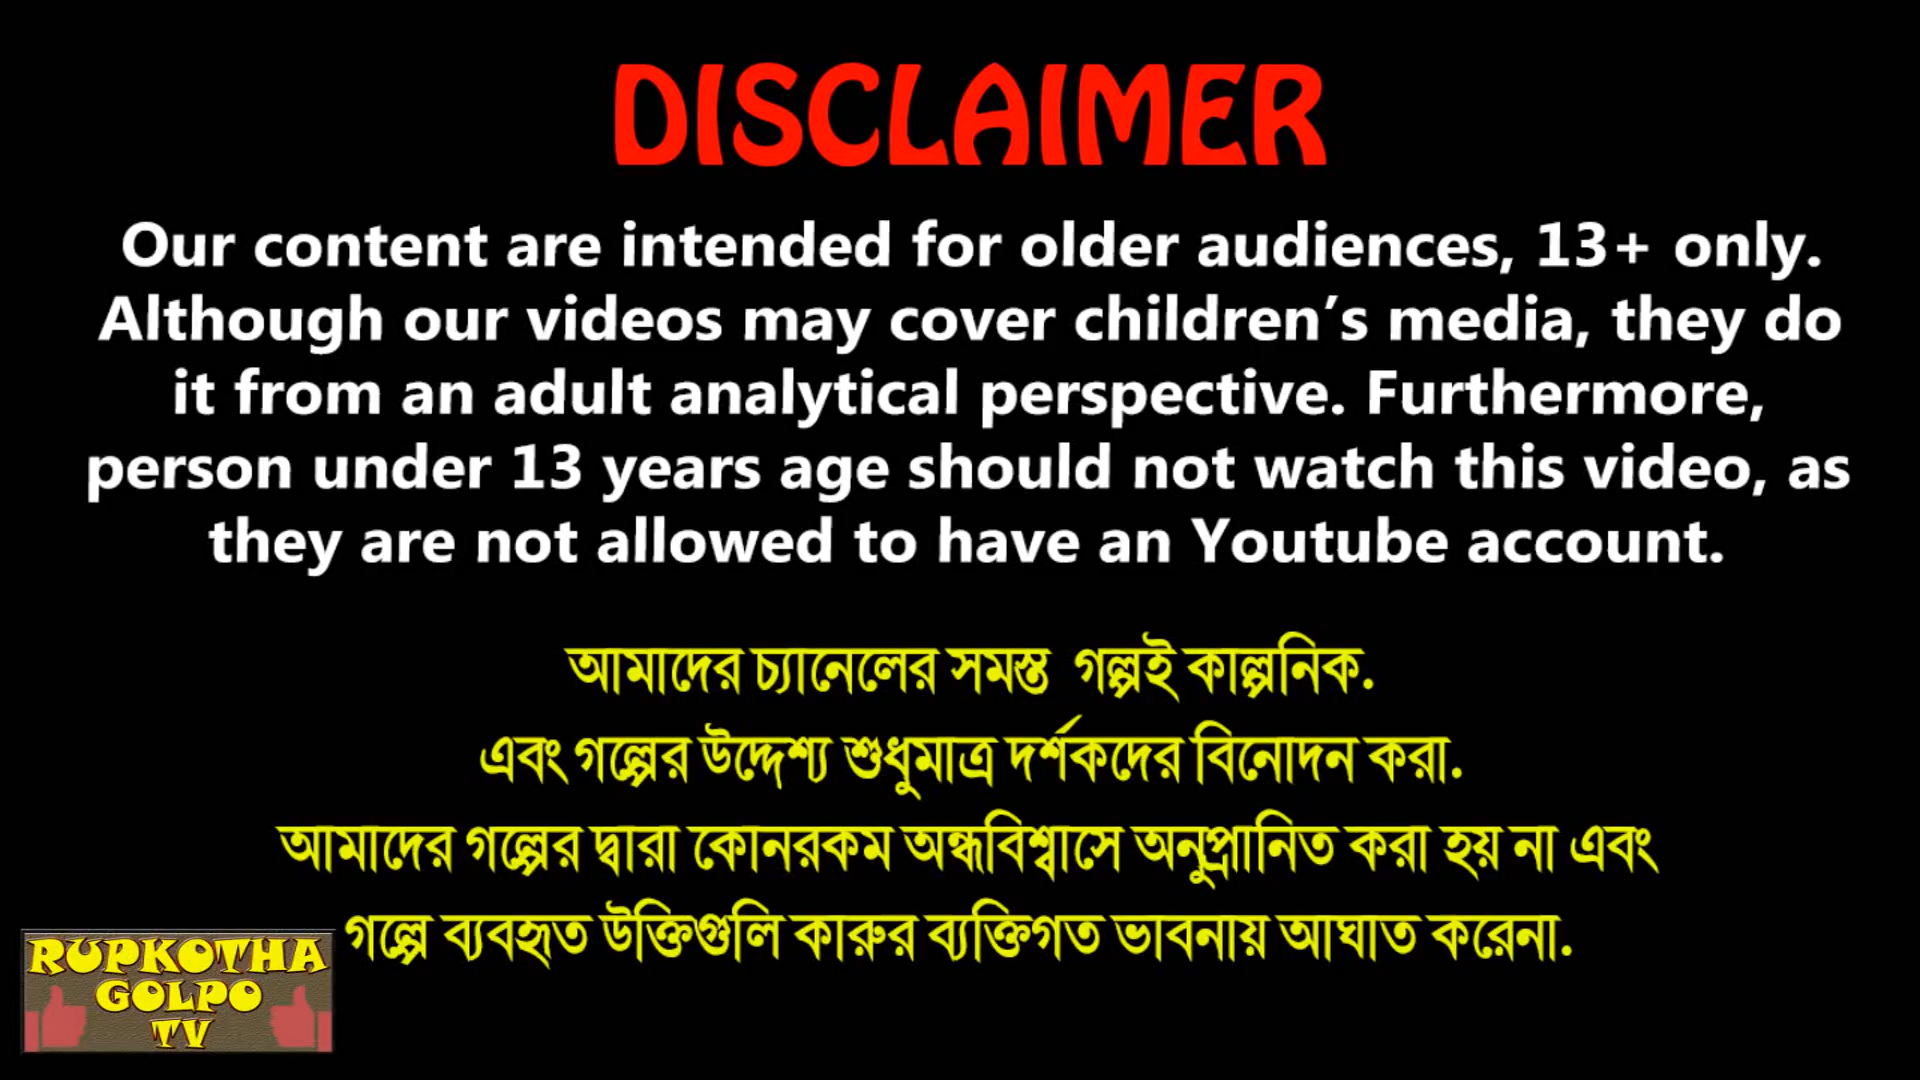 DISCLAIMER
Our content are intended for older audiences, 13+ only.
Although our videos may cover children’s media, they do
it from an adult analytical perspective. Furthermore,
person under 13 years age should not watch this video, as
they are not allowed to have an Youtube account.
আমাদের চ্যানেলের সমস্ত গল্পই কাল্পনিক.
এবং গল্পের উদ্দেশ্য শুধুমাত্র দর্শকদের বিনোদন করা.
আমাদের গল্পের দ্বারা কোনরকম অন্ধবিশ্বাসে অনুপ্রানিত করা হয় না এবং
গল্পে ব্যবহৃত উক্তিগুলি কারুর ব্যক্তিগত ভাবনায় আঘাত করেনা.
RUPKOTHA
GOLPO
TV